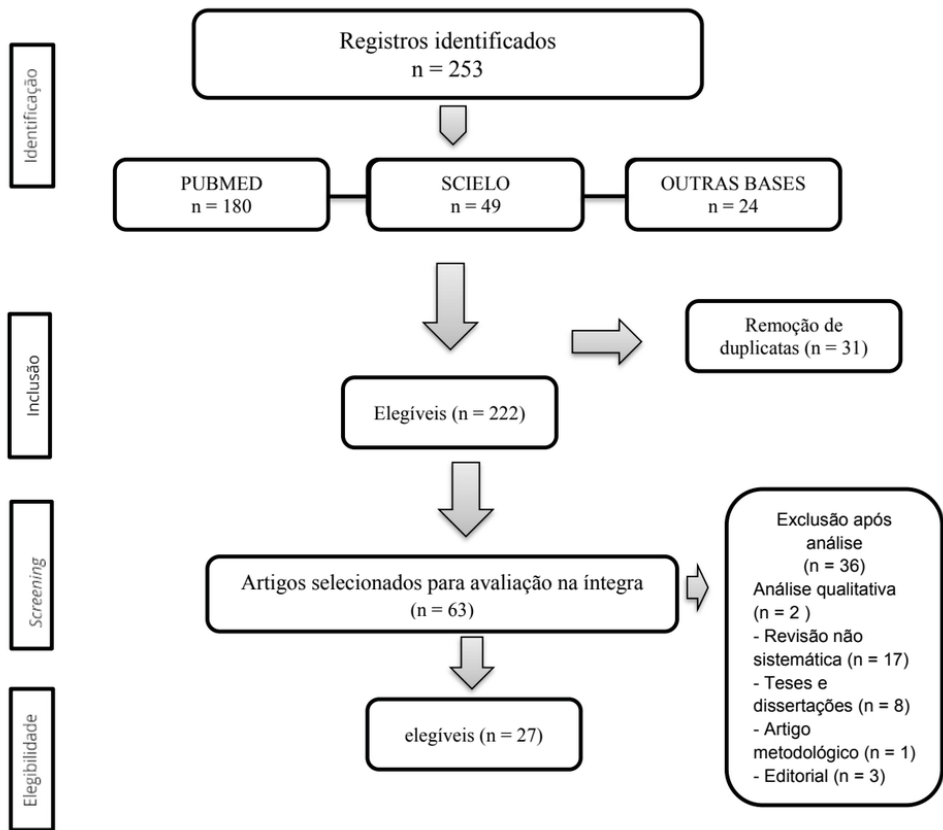 Identificação
Registros identificados
n = 253
PUBMED
n = 180
SCIELO
n = 49
OUTRAS BASES
n = 24
Inclusão
Remoção de
duplicatas (n = 31)
Elegíveis (n = 222)
Screening
Artigos selecionados para avaliação na íntegra
(n = 63)
Exclusão após
análise
(n = 36)
Análise qualitativa
(n = 2 )
- Revisão não
sistemática (n = 17)
- Teses e
dissertações (n = 8)
- Artigo
metodológico (n = 1)
- Editorial (n = 3)
Elegibilidade
elegíveis (n = 27)